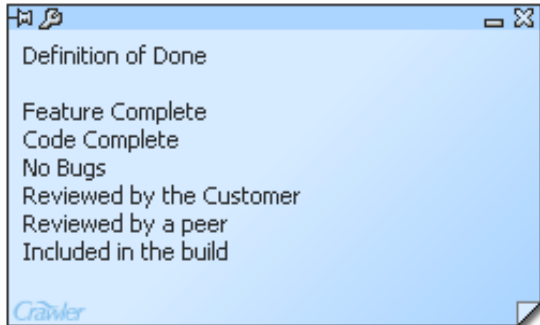 Definition of Done
Feature Complete
Code Complete
No Bugs
Reviewed by the Customer
Reviewed by a peer
Included in the build
Crawler